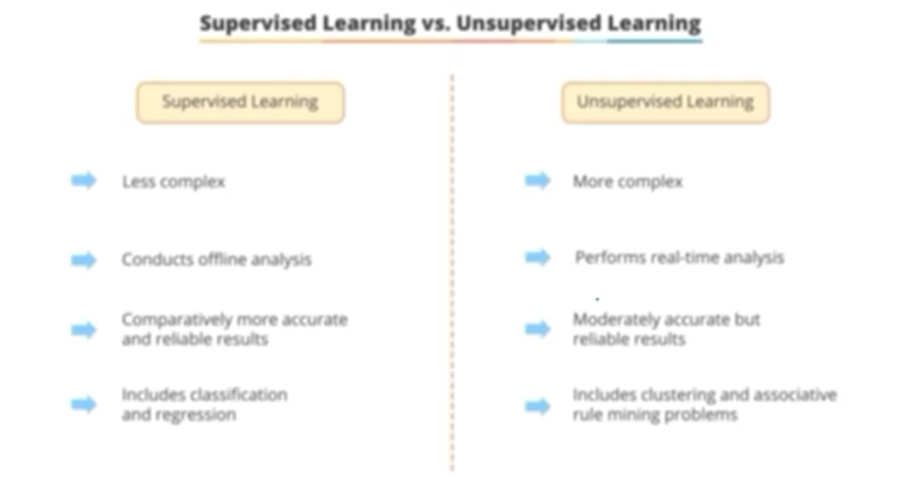 Supervised Learning vs. Unsupervised Learning
Supervised Learning
Less complex
Conducts offline analysis
Comparatively more accurate
and reliable results
Includes classification
and regression
Unsupervised Learning
More complex
Performs real-time analysis
Moderately accurate but
reliable results
Includes clustering and associative
rule mining problems